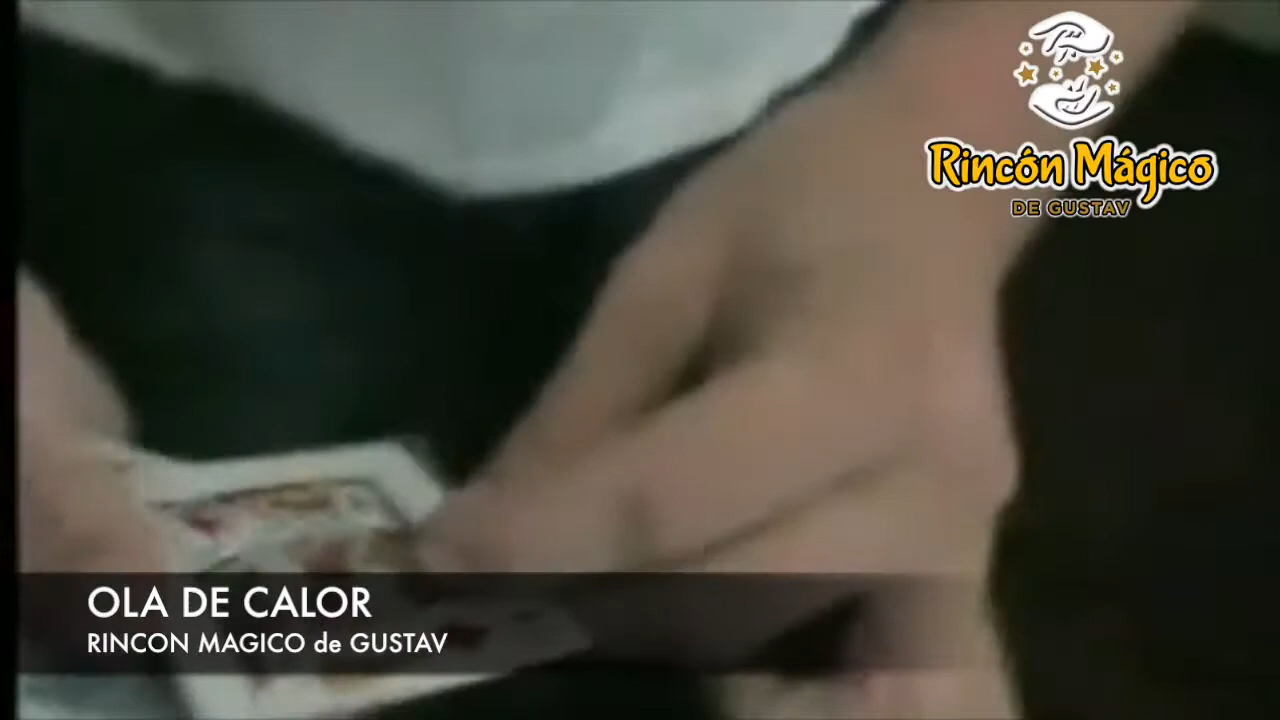 Rincón Mágico
DE GUSTAV
OLA DE CALOR
RINCON MAGICO de GUSTAV